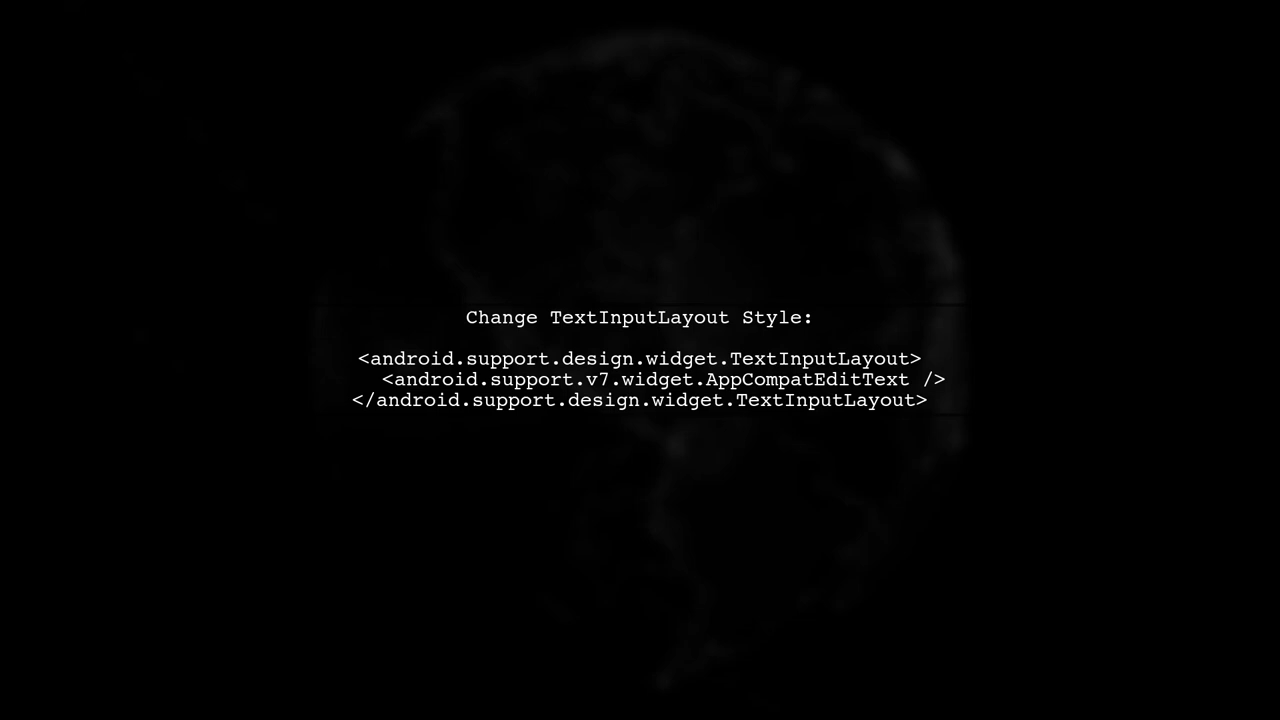 Change TextInputLayout Style:
<android.support.design.widget.TextInputLayout>
<android.support.v7.widget.AppCompatEditText />
</android.support.design.widget.TextInputLayout>